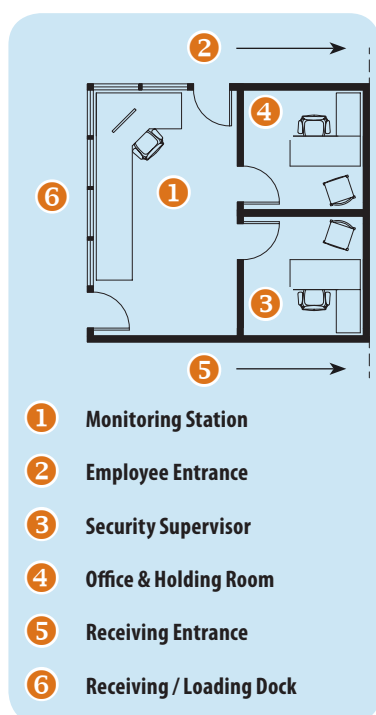 2
4
6
1
3
5
1 Monitoring Station
2 Employee Entrance
3 Security Supervisor
4 Office & Holding Room
5 Receiving Entrance
6 Receiving / Loading Dock